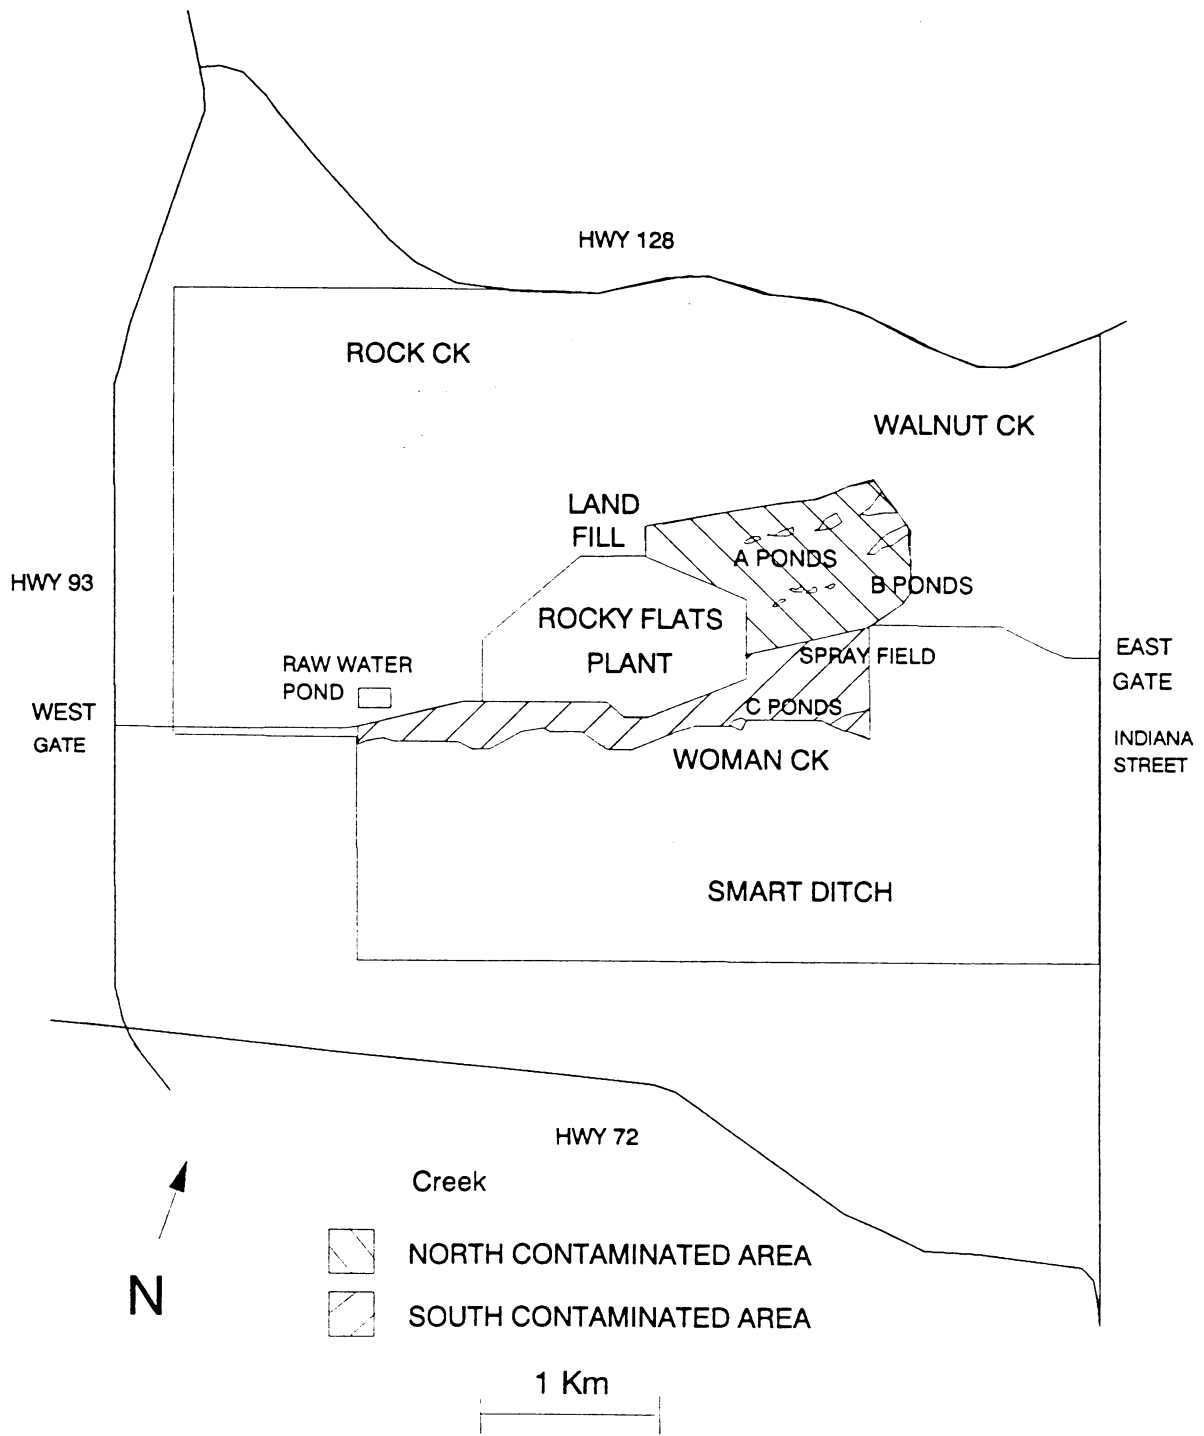 HWY 128
ROCK CK
WALNUT CK
LAND
FILL
A PONDS
HWY 93
B PONDS
ROCKY FLATS
PLANT
SPRAY FIELD
EAST
GATE
RAW WATER
POND
C PONDS
WEST
GATE
INDIANA
STREET
WOMAN CK
SMART DITCH
HWY 72
Creek
NORTH CONTAMINATED AREA
SOUTH CONTAMINATED AREA
N
1 Km